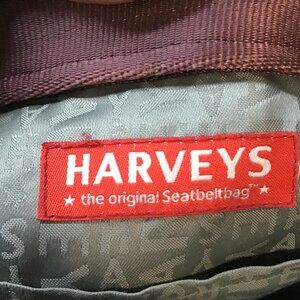 HARVEYS
★ the original Seatbeltbag™ ★